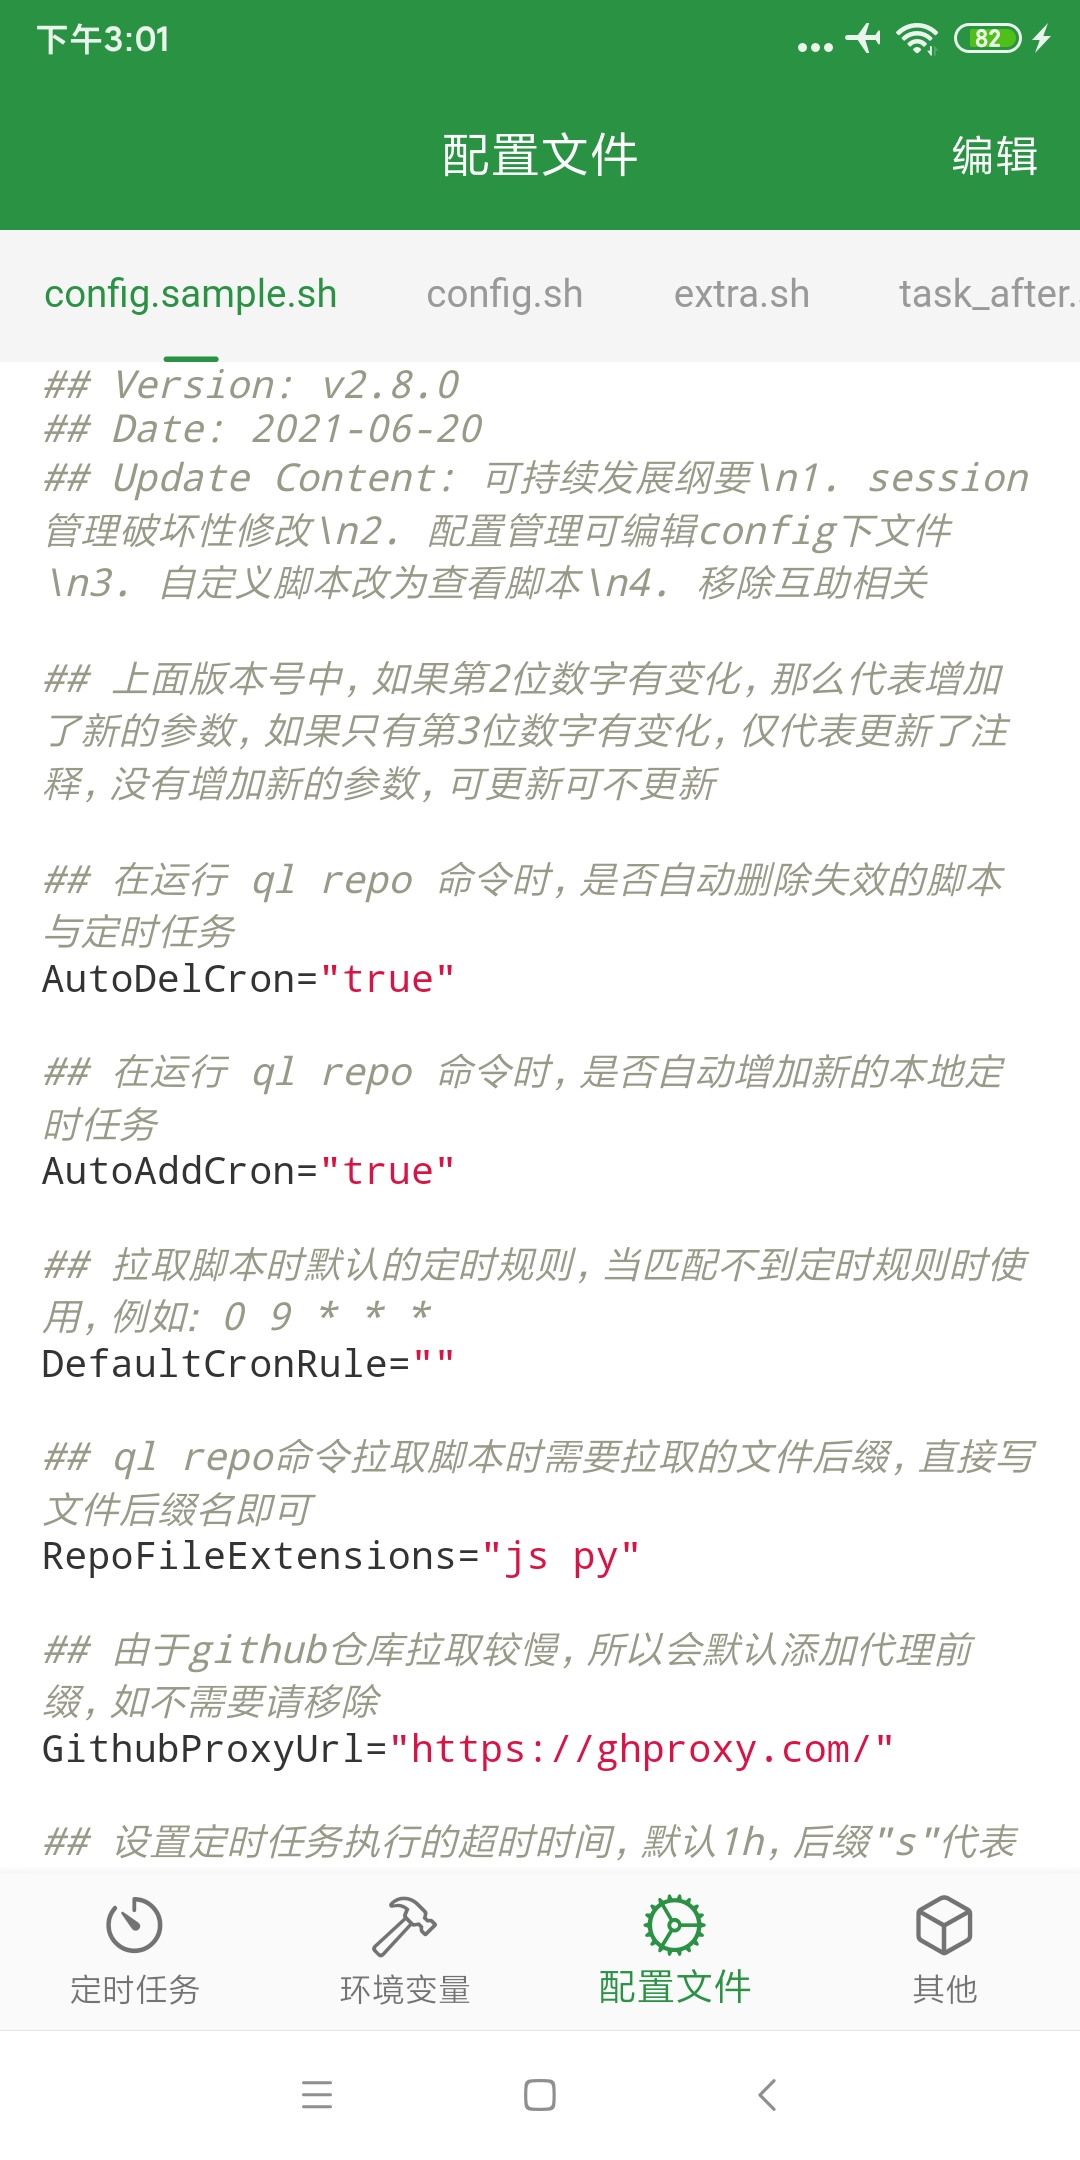 下午3:01
82
配置文件
编辑
config.sample.sh config.sh extra.sh task_after.
## Version: v2.8.0
## Date: 2021-06-20
## Update Content: 可持续发展纲要\n1. session
管理破坏性修改\n2. 配置管理可编辑config下文件
\n3. 自定义脚本改为查看脚本\n4. 移除互助相关
## 上面版本号中，如果第2位数字有变化，那么代表增加
了新的参数，如果只有第3位数字有变化，仅代表更新了注
释，没有增加新的参数，可更新可不更新
## 在运行 ql repo 命令时，是否自动删除失效的脚本
与定时任务
AutoDelCron="true"
## 在运行 ql repo 命令时，是否自动增加新的本地定
时任务
AutoAddCron="true"
## 拉取脚本时默认的定时规则，当匹配不到定时规则时使
用，例如: 0 9 * * *
DefaultCronRule=""
## ql repo命令拉取脚本时需要拉取的文件后缀，直接写
文件后缀名即可
RepoFileExtensions="js py"
## 由于github仓库拉取较慢，所以会默认添加代理前
缀，如不需要请移除
GithubProxyUrl="https://ghproxy.com/"
## 设置定时任务执行的超时时间，默认1h，后缀"s"代表
定时任务 环境变量 配置文件 其他